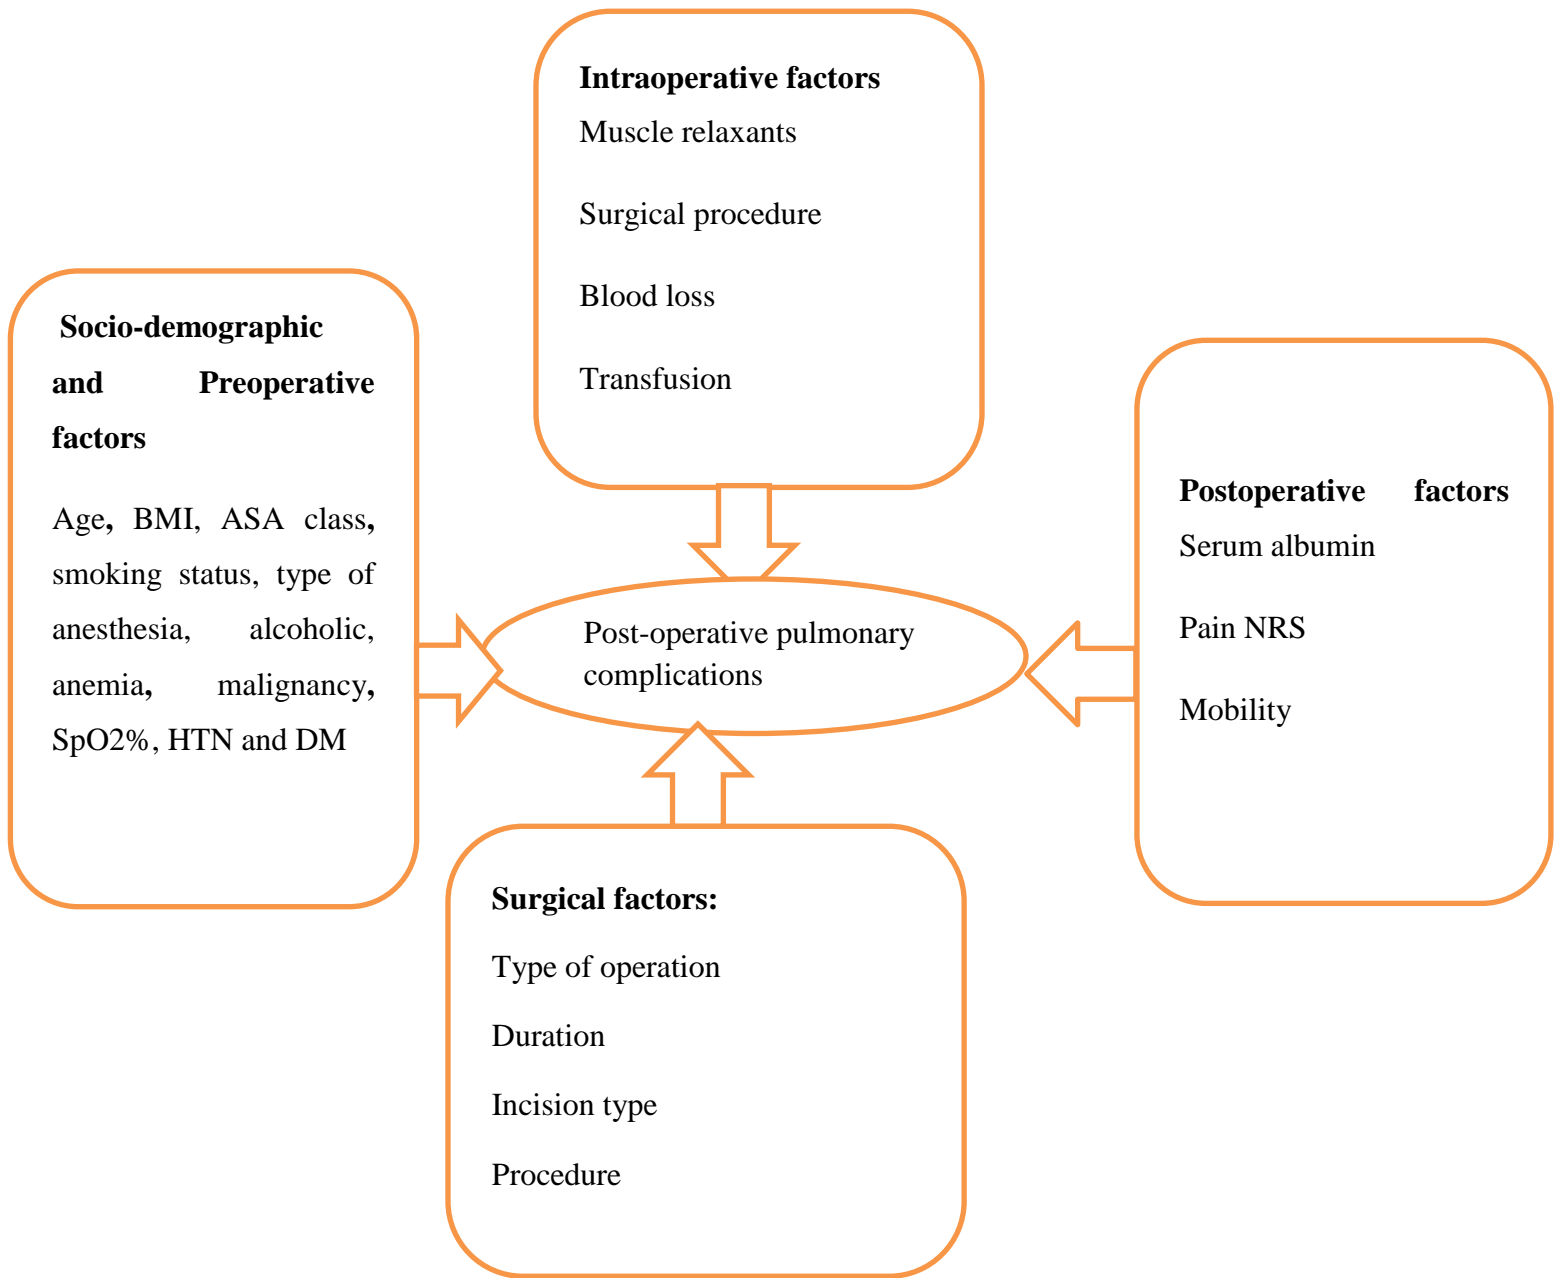 Intraoperative factors
Muscle relaxants
Surgical procedure
Blood loss
Transfusion
Socio-demographic
and Preoperative
factors
Age, BMI, ASA class,
smoking status, type of
anesthesia, alcoholic,
anemia, malignancy,
SpO2%, HTN and DM
Post-operative pulmonary
complications
Postoperative factors
Serum albumin
Pain NRS
Mobility
Surgical factors:
Type of operation
Duration
Incision type
Procedure